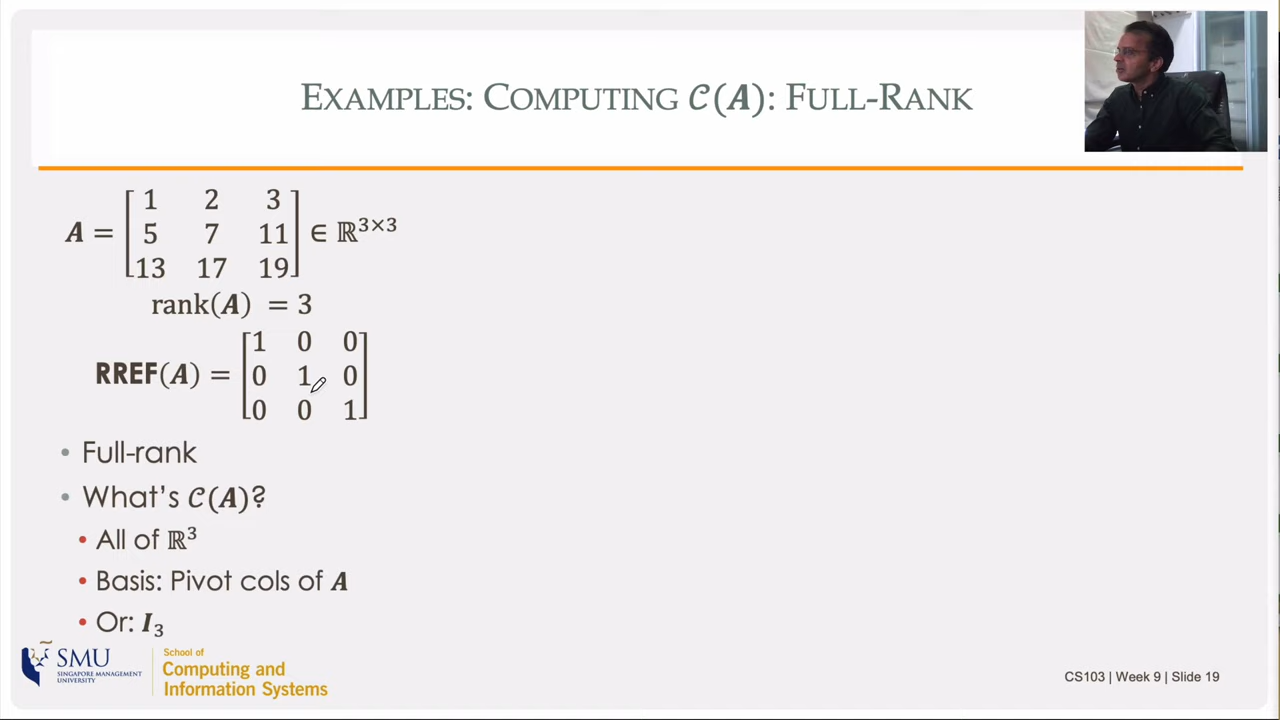 EXAMPLES: COMPUTING 𝒞(𝑨): FULL-RANK
𝑨 = [1 2 3
5 7 11
13 17 19] ∈ ℝ^{3×3}
rank(𝑨) = 3
RREF(𝑨) = [1 0 0
0 1 0
0 0 1]
• Full-rank
• What's 𝒞(𝑨)?
• All of ℝ³
• Basis: Pivot cols of 𝑨
• Or: 𝑰₃
SMU
SINGAPORE MANAGEMENT
UNIVERSITY
School of
Computing and
Information Systems
CS103 | Week 9 | Slide 19